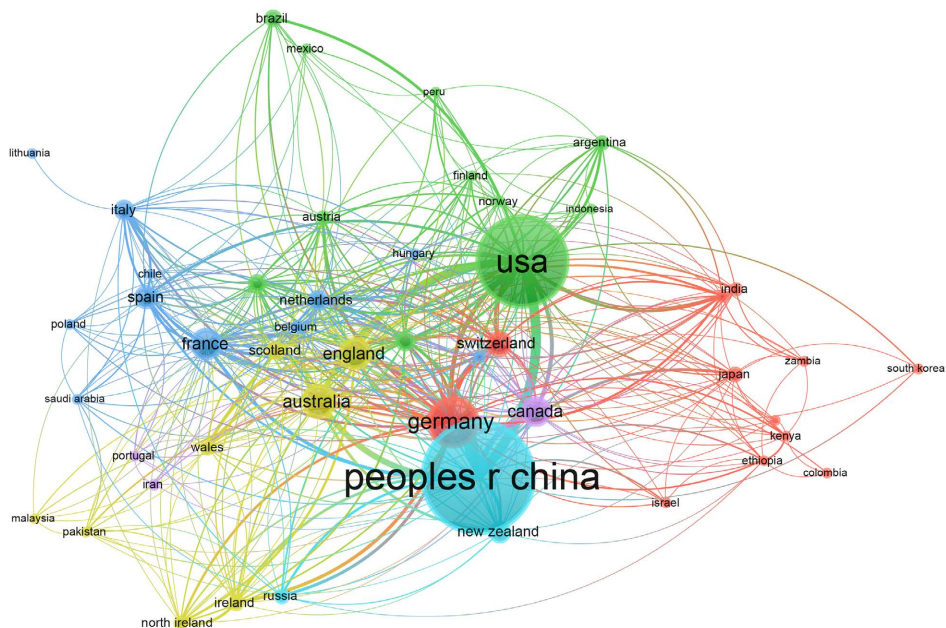 brazil
mexico
peru
argentina
lithuania
finland
norway
indonesia
italy
austria
hungary
usa
chile
spain
netherlands
india
poland
belgium
france
scotland
england
switzerland
zambia
south korea
japan
saudi arabia
australia
canada
germany
kenya
wales
portugal
ethiopia
colombia
peoples r china
iran
israel
malaysia
pakistan
new zealand
russia
ireland
north ireland